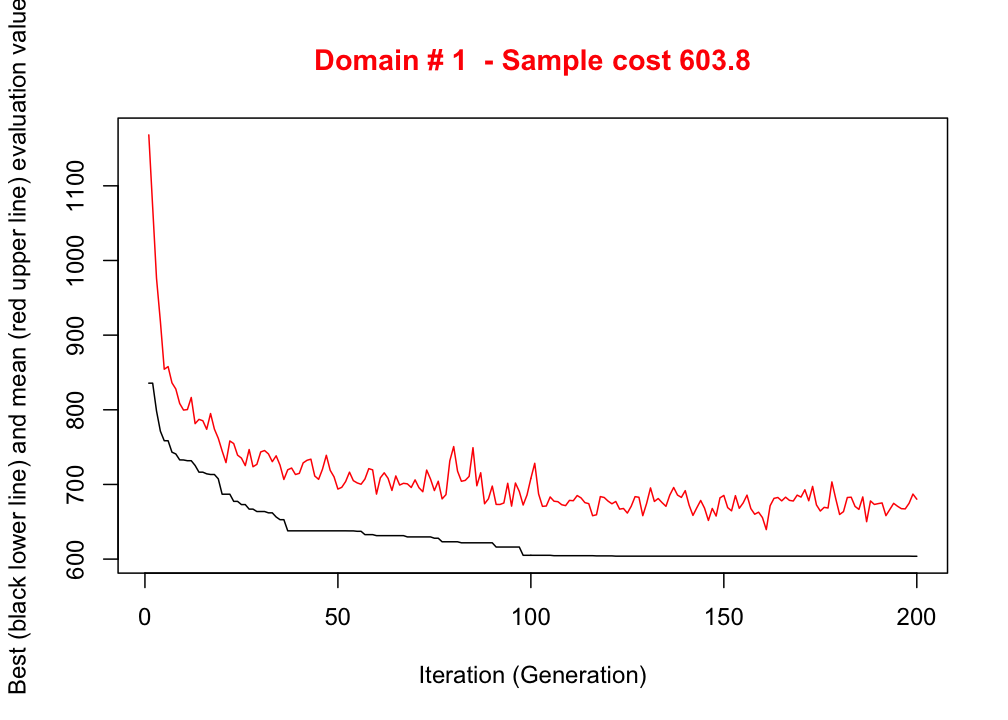 Domain # 1 - Sample cost 603.8
Best (black lower line) and mean (red upper line) evaluation value
1100
1000
900
800
700
600
0 50 100 150 200
Iteration (Generation)